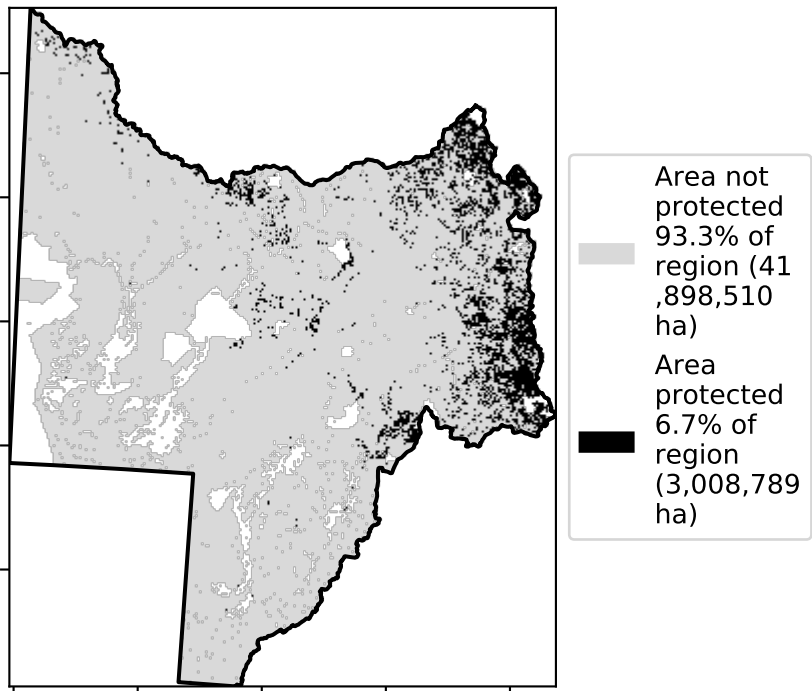 Area not
protected
93.3% of
region (41
,898,510
ha)
Area
protected
6.7% of
region
(3,008,789
ha)